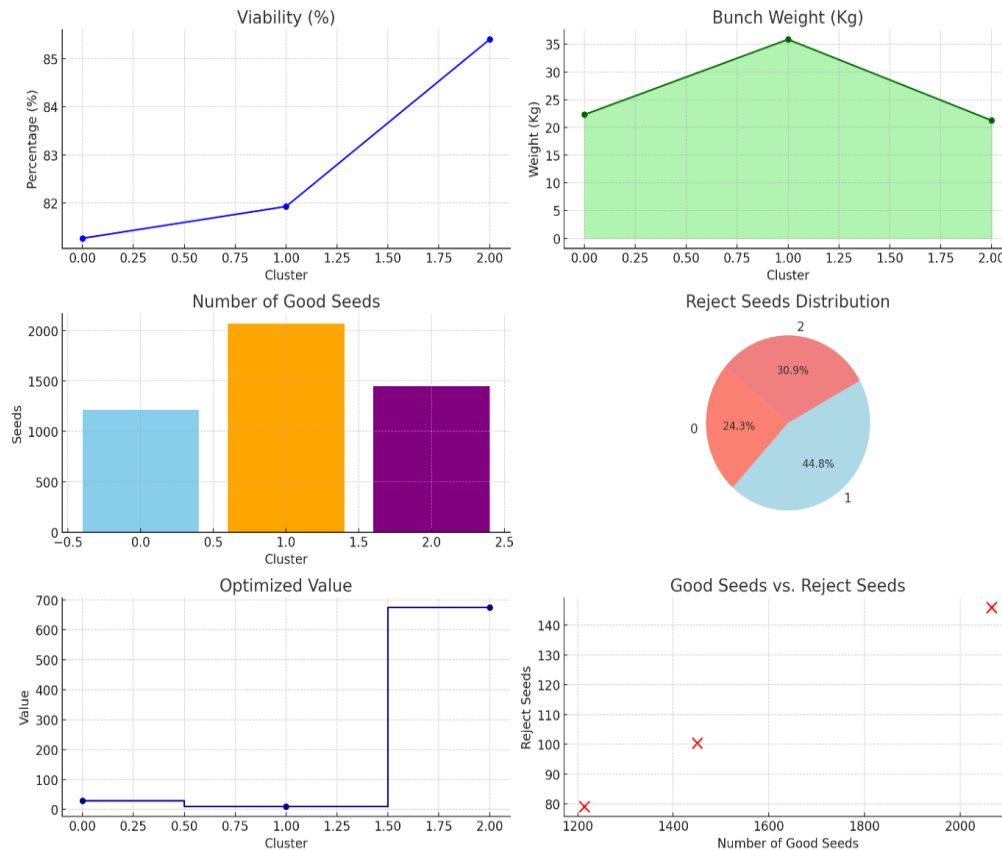 Viability (%)
Percentage (%)
85
84
83
82
0.00 0.25 0.50 0.75 1.00 1.25 1.50 1.75 2.00
Cluster
Bunch Weight (Kg)
Weight (Kg)
35
30
25
20
15
10
5
0
0.00 0.25 0.50 0.75 1.00 1.25 1.50 1.75 2.00
Cluster
Number of Good Seeds
Seeds
2000
1500
1000
500
0
−0.5 0.0 0.5 1.0 1.5 2.0 2.5
Cluster
Reject Seeds Distribution
2
30.9%
0
24.3%
44.8%
1
Optimized Value
Value
700
600
500
400
300
200
100
0
0.00 0.25 0.50 0.75 1.00 1.25 1.50 1.75 2.00
Cluster
Good Seeds vs. Reject Seeds
Reject Seeds
140
130
120
110
100
90
80
1200 1400 1600 1800 2000
Number of Good Seeds